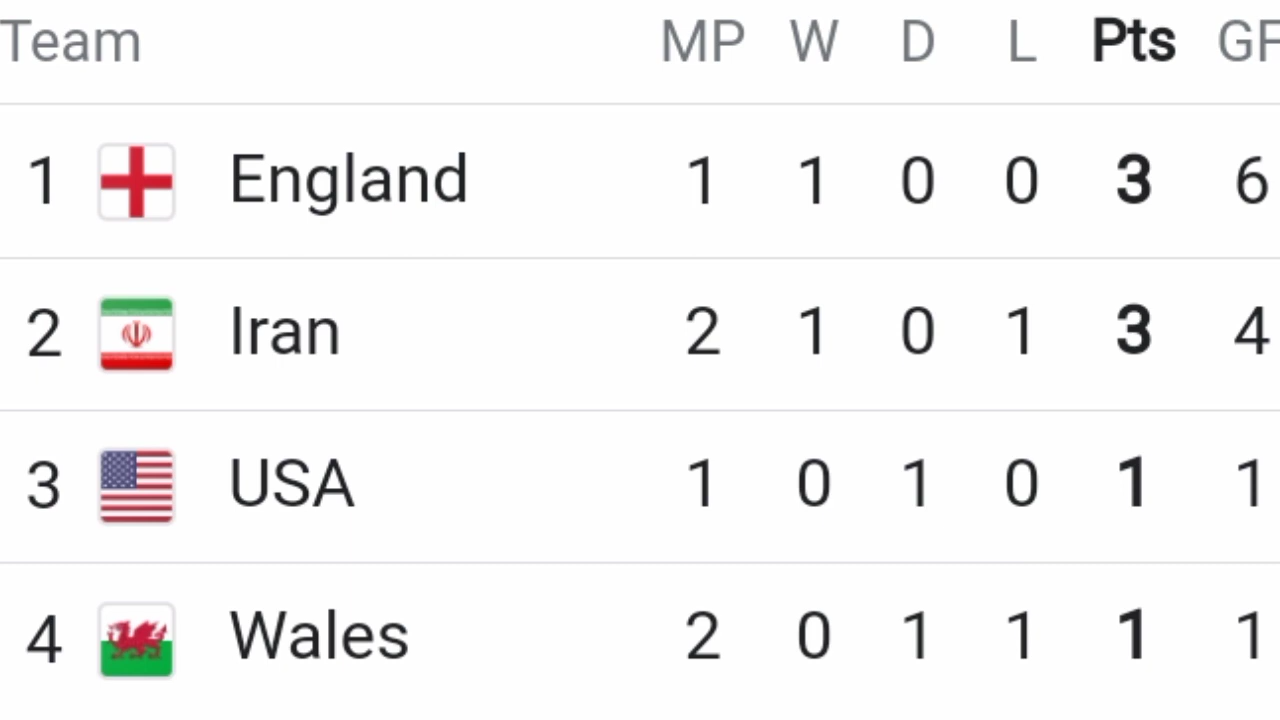 Team MP W D L Pts GF
1 England 1 1 0 0 3 6
2 Iran 2 1 0 1 3 4
3 USA 1 0 1 0 1 1
4 Wales 2 0 1 1 1 1